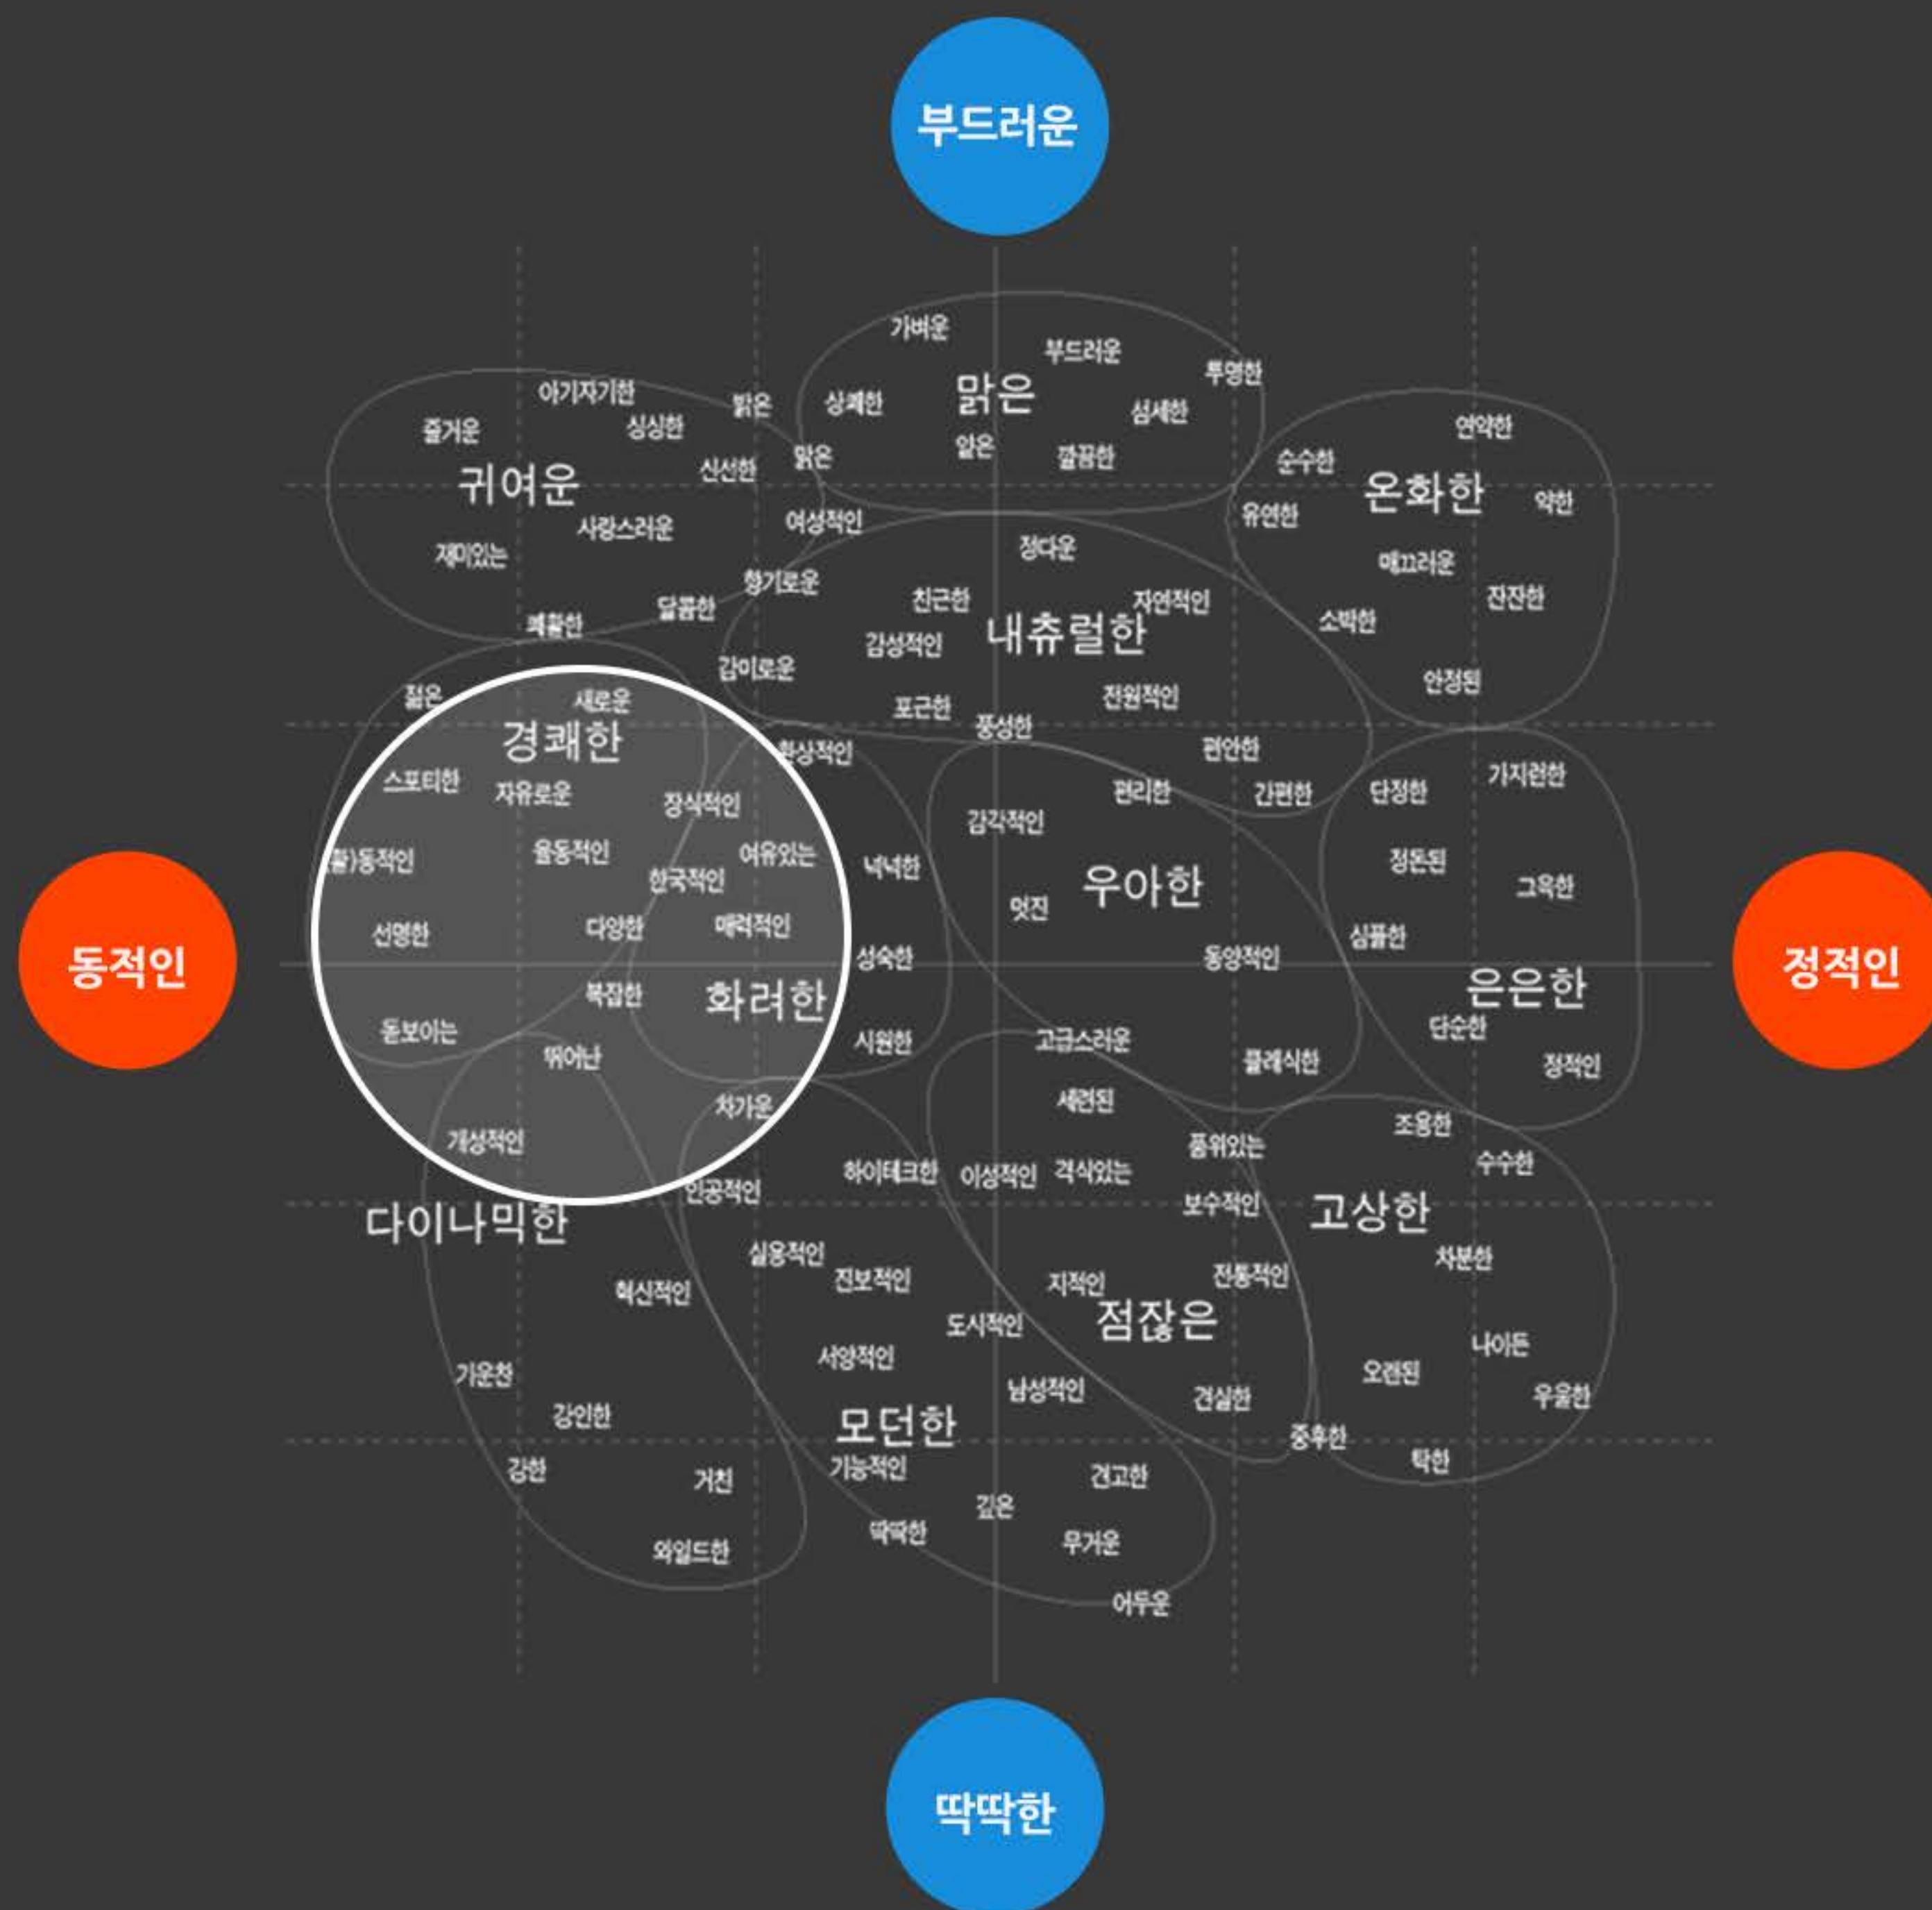 부드러운
가벼운
부드러운
투명한
맑은
아기자기한
밝은
상쾌한
섬세한
즐거운
싱싱한
연약한
맑은
옅은
깔끔한
순수한
신선한
귀여운
온화한
약한
여성적인
유연한
사랑스러운
정다운
재미있는
매끄러운
향기로운
친근한
자연적인
잔잔한
달콤한
쾌활한
소박한
내츄럴한
감성적인
감미로운
안정된
젊은
새로운
전원적인
포근한
풍성한
경쾌한
환상적인
편안한
가지런한
스포티한
자유로운
편리한
간편한
단정한
장식적인
감각적인
율동적인
여유있는
(활)동적인
넉넉한
정돈된
한국적인
우아한
그윽한
멋진
선명한
다양한
매력적인
심플한
동적인
성숙한
동양적인
정적인
복잡한
화려한
은은한
돋보이는
시원한
고급스러운
단순한
뛰어난
클래식한
정적인
차가운
세련된
조용한
개성적인
품위있는
하이테크한
이성적인
격식있는
수수한
인공적인
보수적인
고상한
다이나믹한
실용적인
진보적인
지적인
전통적인
차분한
혁신적인
도시적인
점잖은
나이든
서양적인
기운찬
남성적인
견실한
오랜된
우울한
강인한
모던한
중후한
강한
거친
기능적인
견고한
탁한
깊은
딱딱한
무거운
와일드한
어두운
딱딱한